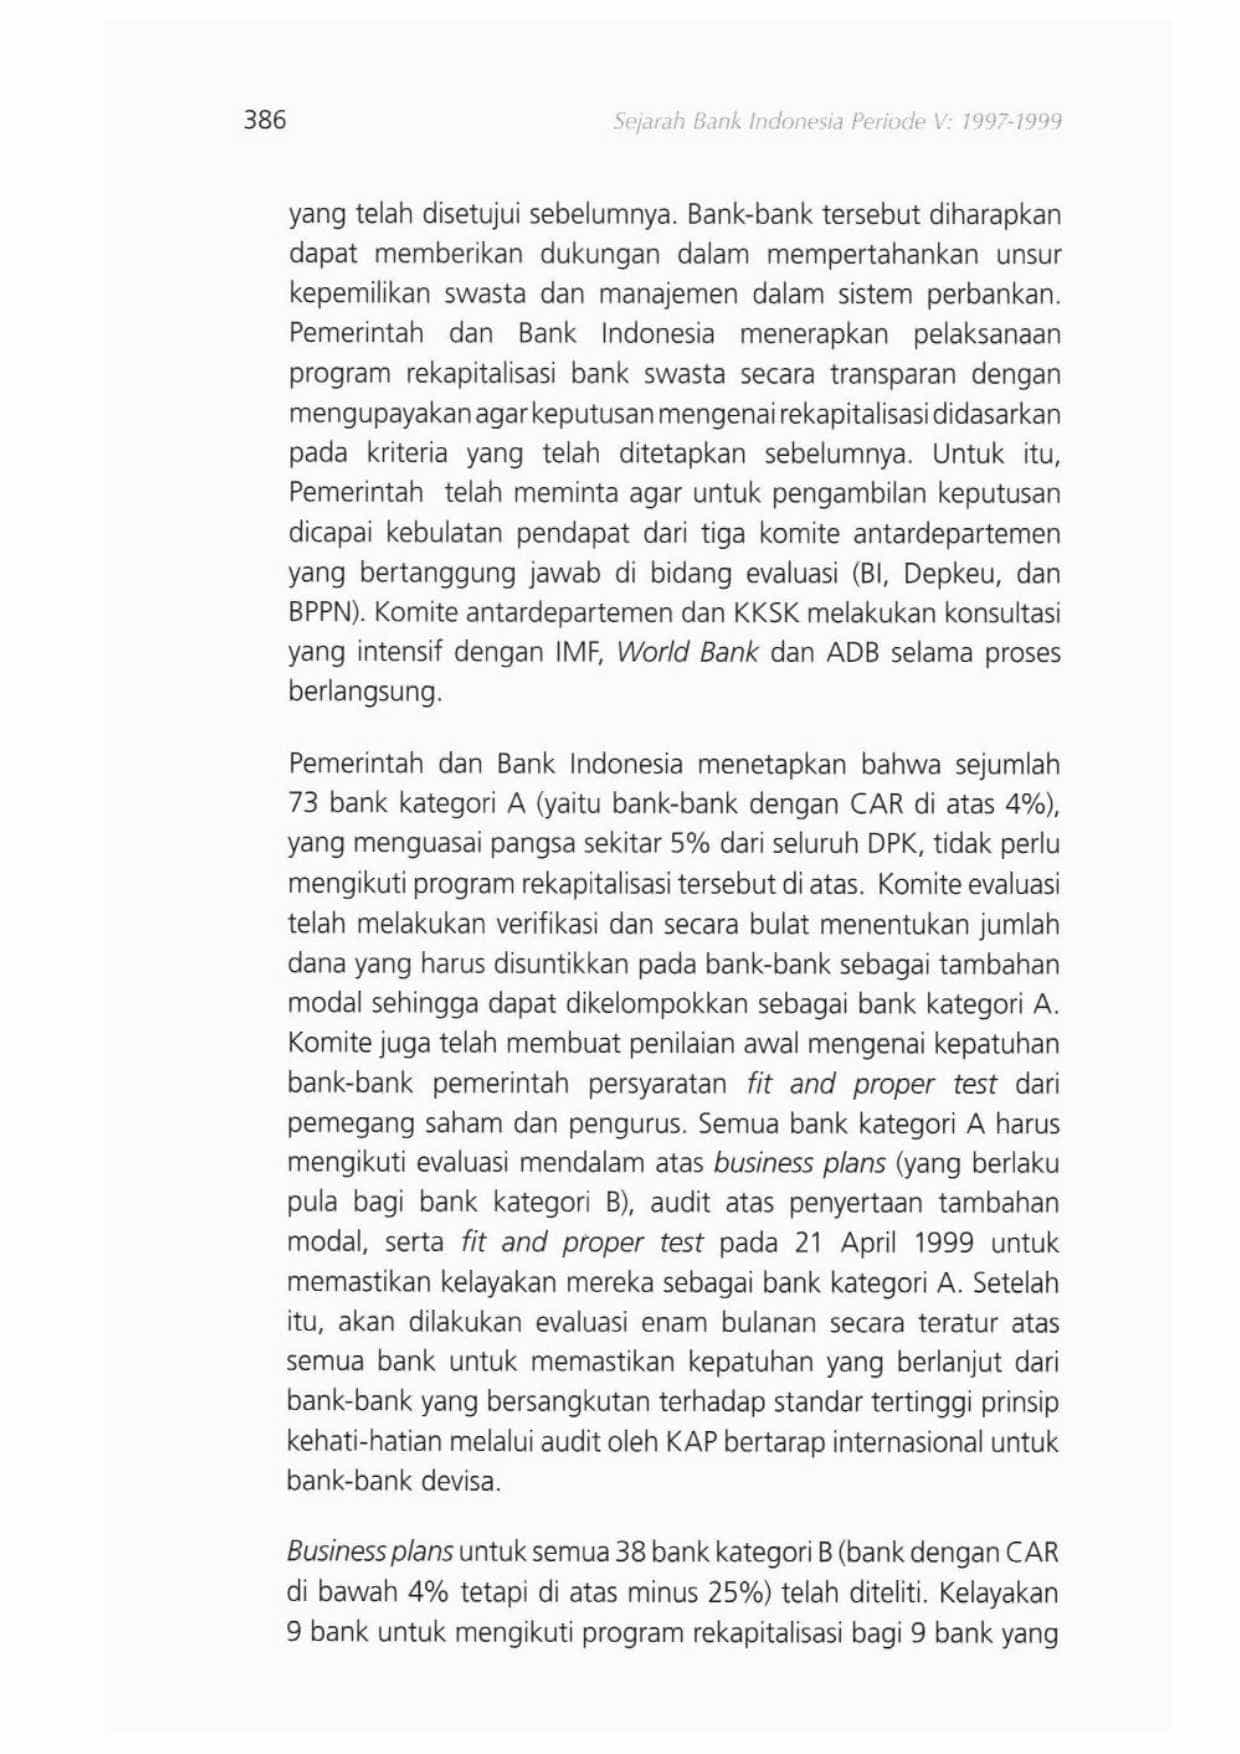 386
Sejarah Bank Indonesia Periode V: 1997-1999
yang telah disetujui sebelumnya. Bank-bank tersebut diharapkan
dapat memberikan dukungan dalam mempertahankan unsur
kepemilikan swasta dan manajemen dalam sistem perbankan.
Pemerintah dan Bank Indonesia menerapkan pelaksanaan
program rekapitalisasi bank swasta secara transparan dengan
mengupayakan agar keputusan mengenai rekapitalisasi didasarkan
pada kriteria yang telah ditetapkan sebelumnya. Untuk itu,
Pemerintah telah meminta agar untuk pengambilan keputusan
dicapai kebulatan pendapat dari tiga komite antardepartemen
yang bertanggung jawab di bidang evaluasi (BI, Depkeu, dan
BPPN). Komite antardepartemen dan KKSK melakukan konsultasi
yang intensif dengan IMF, World Bank dan ADB selama proses
berlangsung.
Pemerintah dan Bank Indonesia menetapkan bahwa sejumlah
73 bank kategori A (yaitu bank-bank dengan CAR di atas 4%),
yang menguasai pangsa sekitar 5% dari seluruh DPK, tidak perlu
mengikuti program rekapitalisasi tersebut di atas. Komite evaluasi
telah melakukan verifikasi dan secara bulat menentukan jumlah
dana yang harus disuntikkan pada bank-bank sebagai tambahan
modal sehingga dapat dikelompokkan sebagai bank kategori A.
Komite juga telah membuat penilaian awal mengenai kepatuhan
bank-bank pemerintah persyaratan fit and proper test dari
pemegang saham dan pengurus. Semua bank kategori A harus
mengikuti evaluasi mendalam atas business plans (yang berlaku
pula bagi bank kategori B), audit atas penyertaan tambahan
modal, serta fit and proper test pada 21 April 1999 untuk
memastikan kelayakan mereka sebagai bank kategori A. Setelah
itu, akan dilakukan evaluasi enam bulanan secara teratur atas
semua bank untuk memastikan kepatuhan yang berlanjut dari
bank-bank yang bersangkutan terhadap standar tertinggi prinsip
kehati-hatian melalui audit oleh KAP bertarap internasional untuk
bank-bank devisa.
Business plans untuk semua 38 bank kategori B (bank dengan CAR
di bawah 4% tetapi di atas minus 25%) telah diteliti. Kelayakan
9 bank untuk mengikuti program rekapitalisasi bagi 9 bank yang